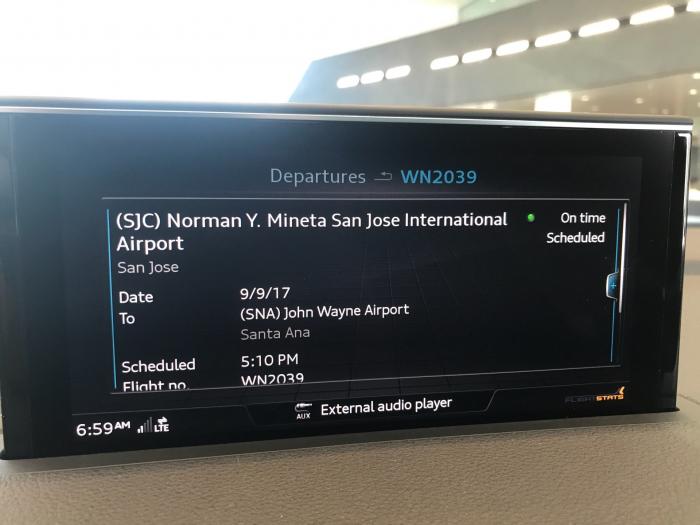 Departures WN2039
(SJC) Norman Y. Mineta San Jose International
Airport
San Jose
On time
Scheduled
Date 9/9/17
To (SNA) John Wayne Airport
Santa Ana
Scheduled 5:10 PM
Flight no. WN2039
AUX External audio player
FLIGHTSTATS
6:59AM LTE